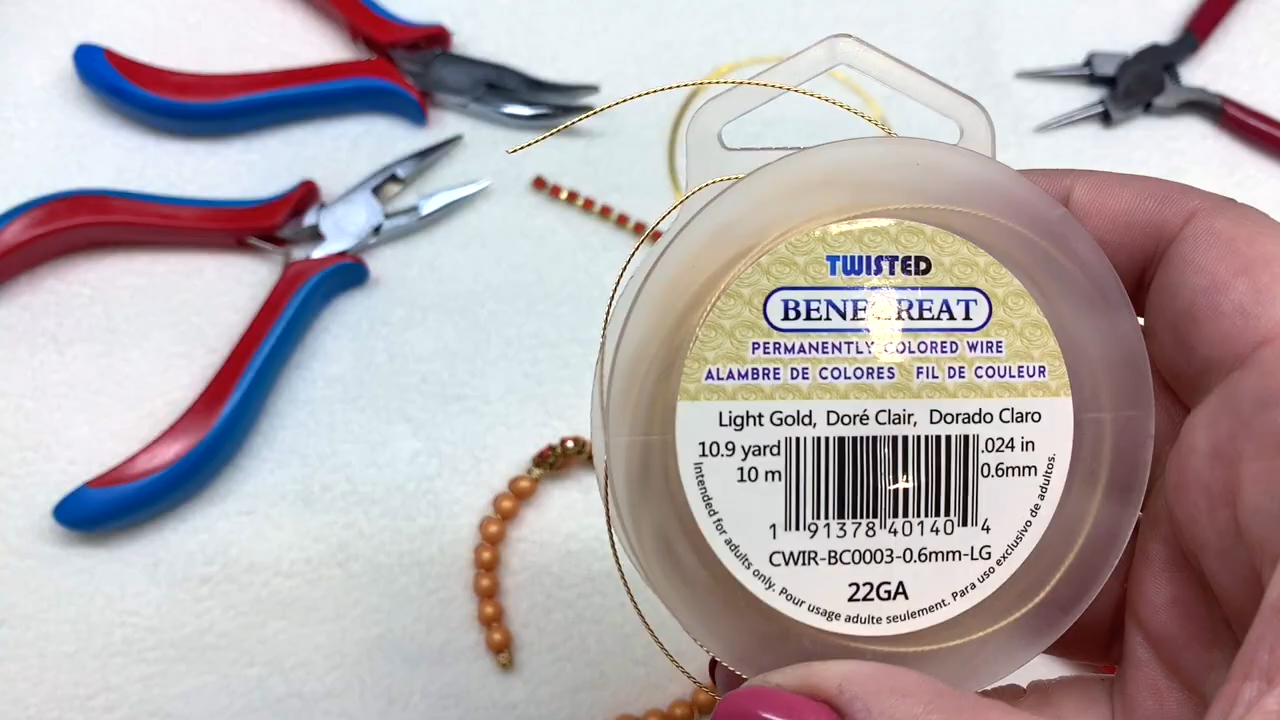 TWISTED
BENECREAT
PERMANENTLY COLORED WIRE
ALAMBRE DE COLORES FIL DE COULEUR
Light Gold, Doré Clair, Dorado Claro
10.9 yard .024 in
10 m 0.6mm
1 91378 40140 4
CWIR-BC0003-0.6mm-LG
22GA
Intended for adults only. Pour usage adulte seulement. Para uso exclusivo de adultos.